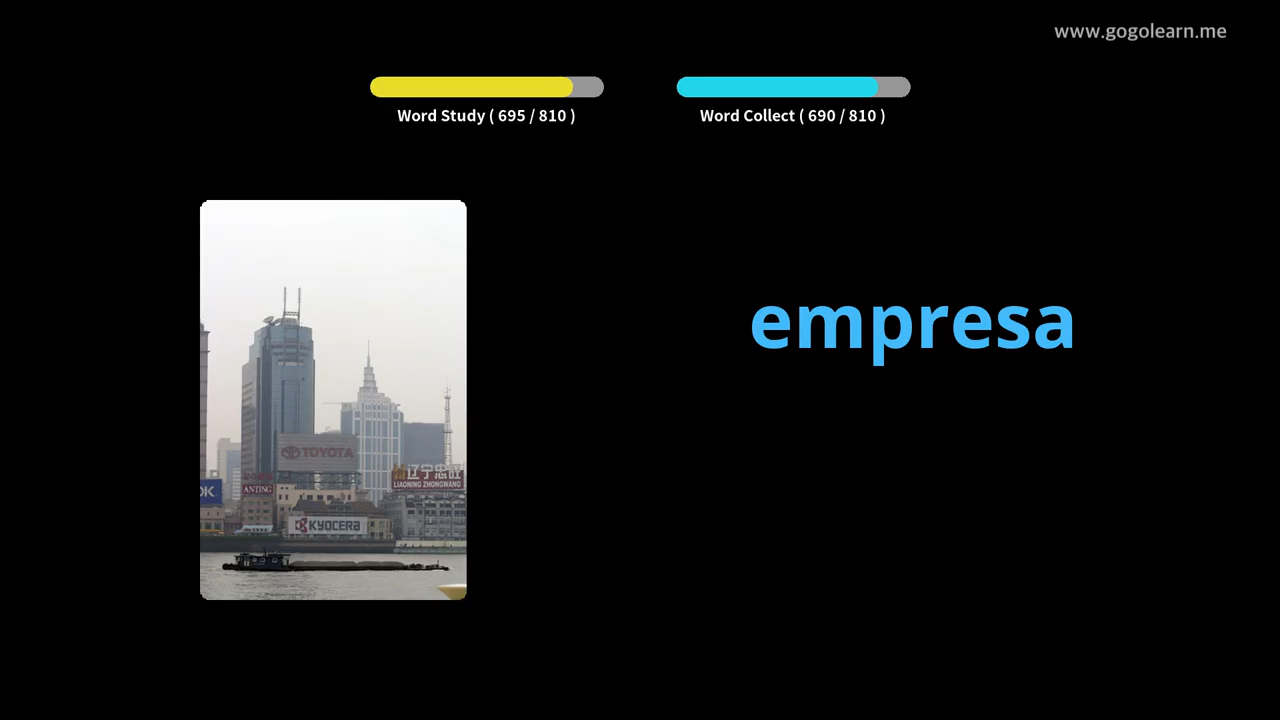 www.gogolearn.me
Word Study ( 695 / 810 )
Word Collect ( 690 / 810 )
empresa
TOYOTA
辽宁忠旺
LIAONING ZHONGWANG
OK
ANTING
KYOCERA